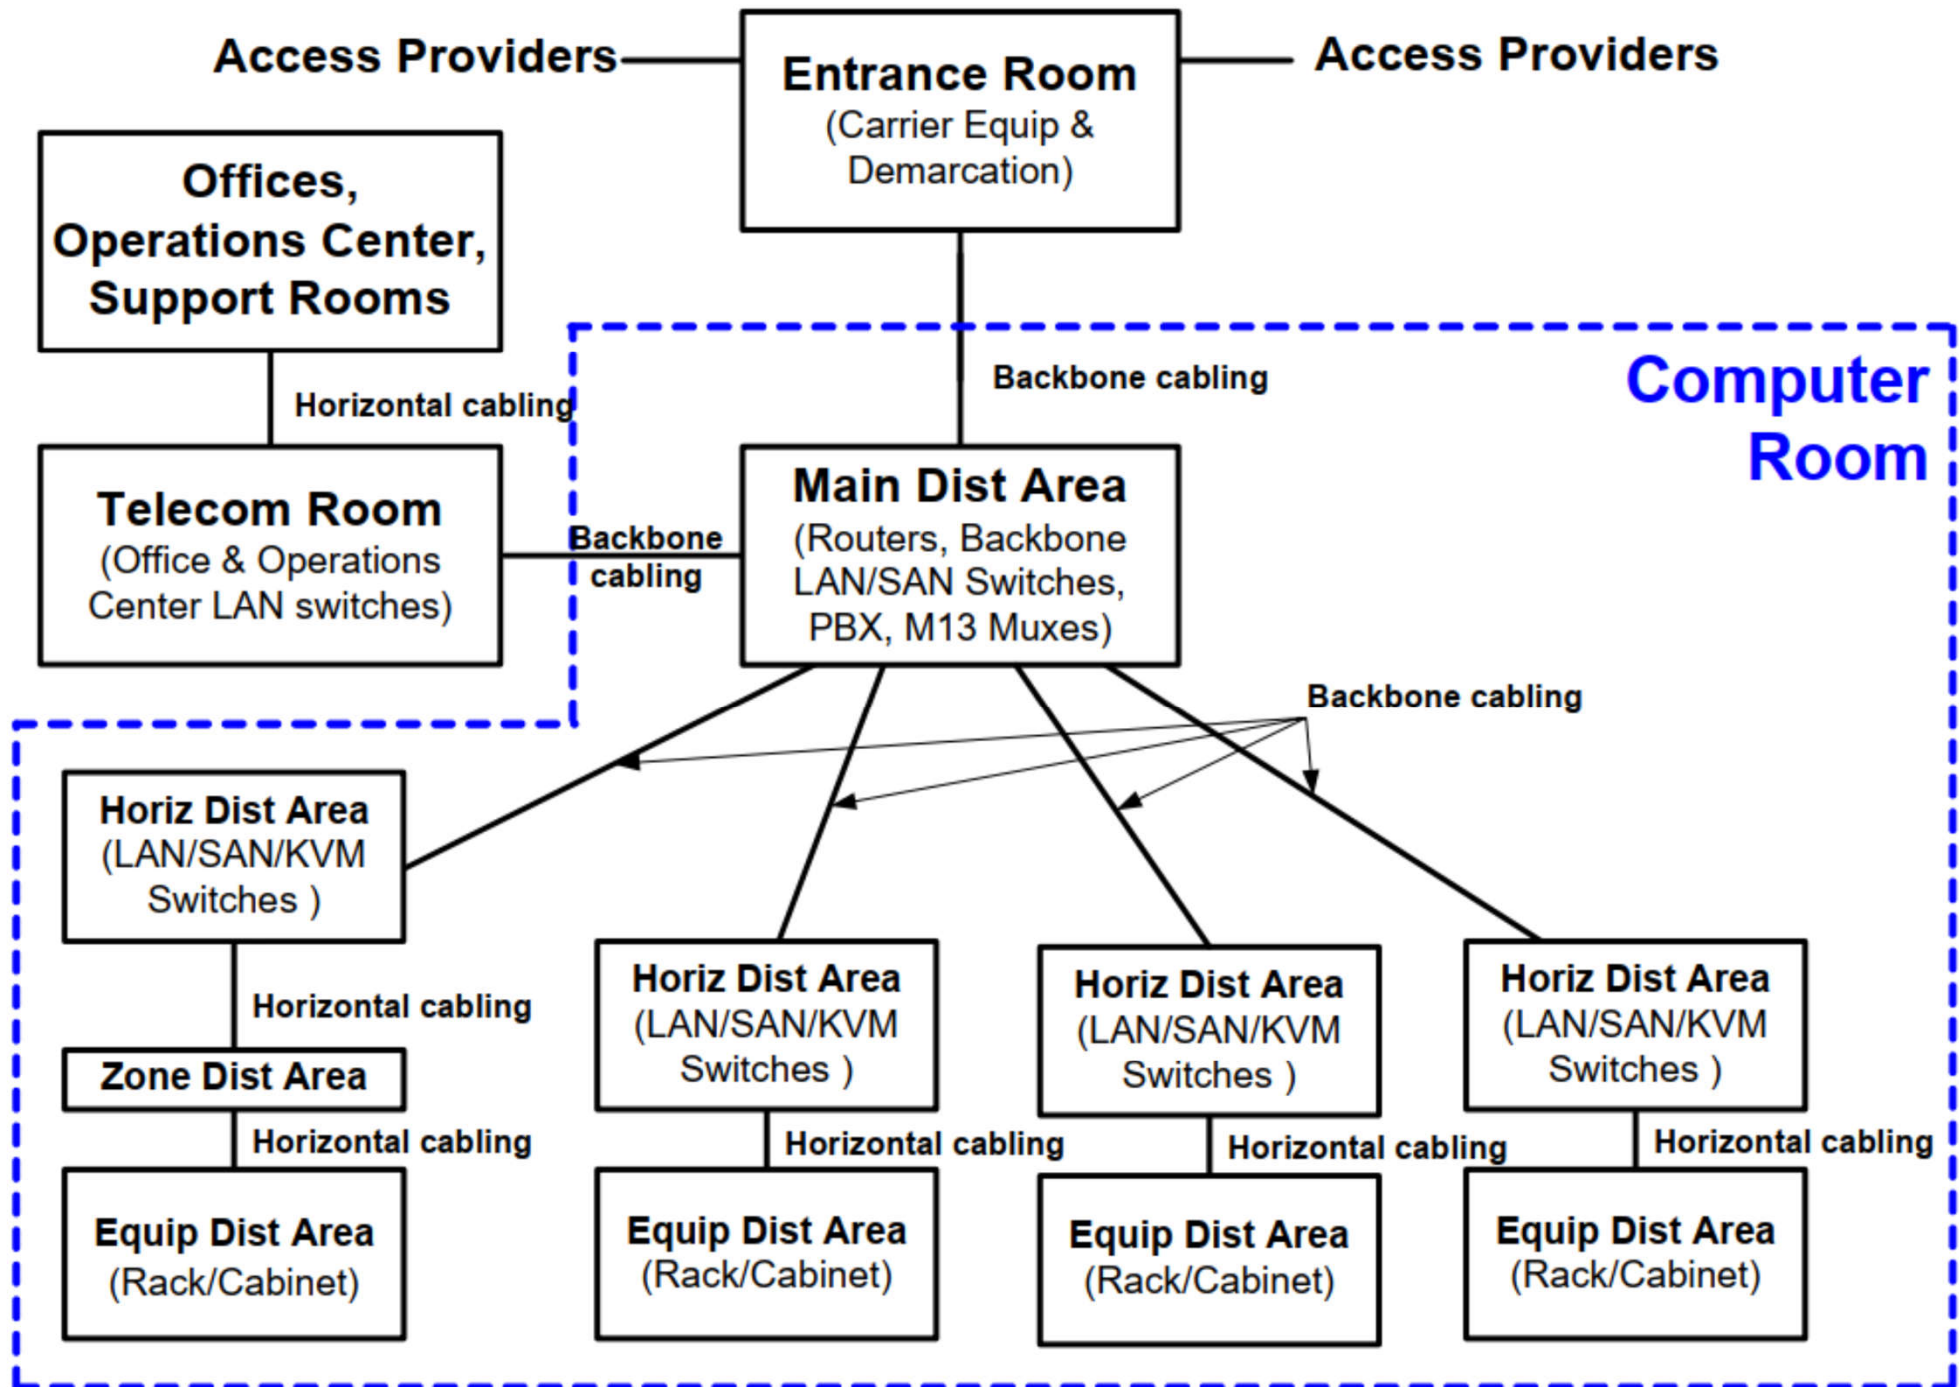 Access Providers
Entrance Room
(Carrier Equip &
Demarcation)
Access Providers
Offices,
Operations Center,
Support Rooms
Horizontal cabling
Backbone cabling
Computer
Room
Telecom Room
(Office & Operations
Center LAN switches)
Backbone
cabling
Main Dist Area
(Routers, Backbone
LAN/SAN Switches,
PBX, M13 Muxes)
Backbone cabling
Horiz Dist Area
(LAN/SAN/KVM
Switches )
Horizontal cabling
Zone Dist Area
Horizontal cabling
Equip Dist Area
(Rack/Cabinet)
Horiz Dist Area
(LAN/SAN/KVM
Switches )
Horizontal cabling
Equip Dist Area
(Rack/Cabinet)
Horiz Dist Area
(LAN/SAN/KVM
Switches )
Horizontal cabling
Equip Dist Area
(Rack/Cabinet)
Horiz Dist Area
(LAN/SAN/KVM
Switches )
Horizontal cabling
Equip Dist Area
(Rack/Cabinet)